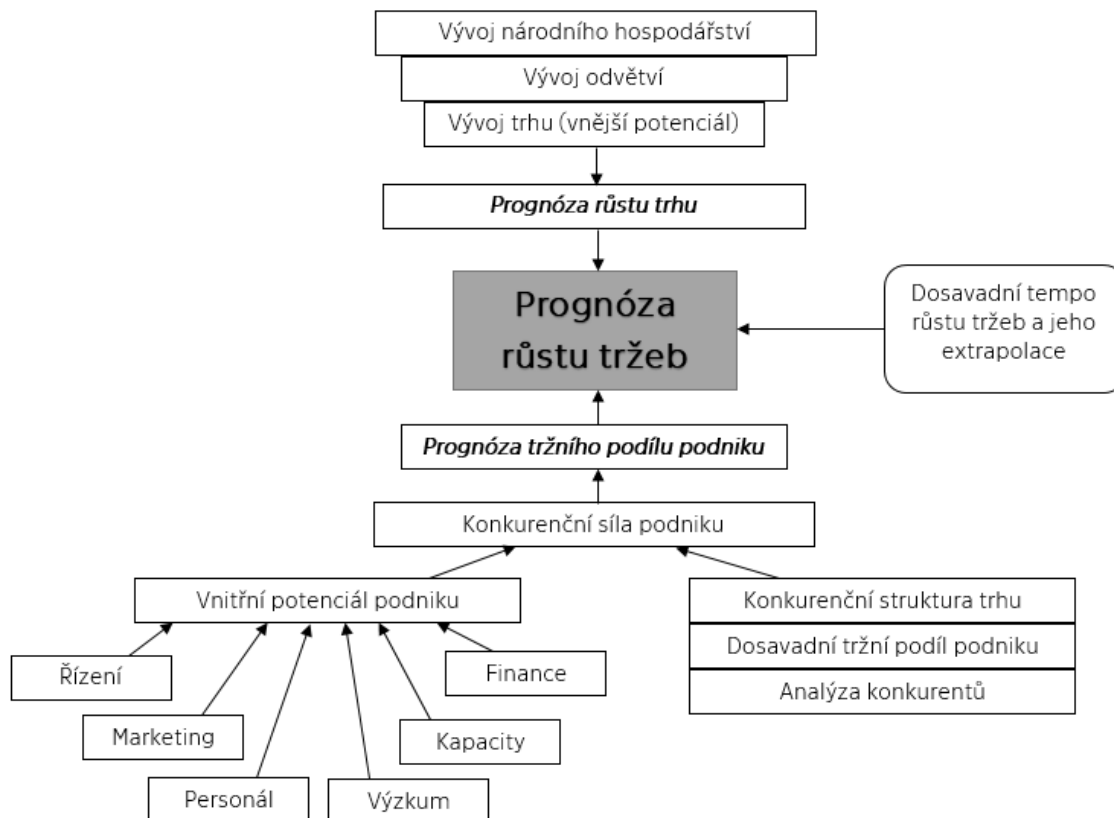 Vývoj národního hospodářství
Vývoj odvětví
Vývoj trhu (vnější potenciál)
Prognóza růstu trhu
Prognóza
růstu tržeb
Dosavadní tempo
růstu tržeb a jeho
extrapolace
Prognóza tržního podílu podniku
Konkurenční síla podniku
Vnitřní potenciál podniku
Řízení
Marketing
Personál
Výzkum
Kapacity
Finance
Konkurenční struktura trhu
Dosavadní tržní podíl podniku
Analýza konkurentů